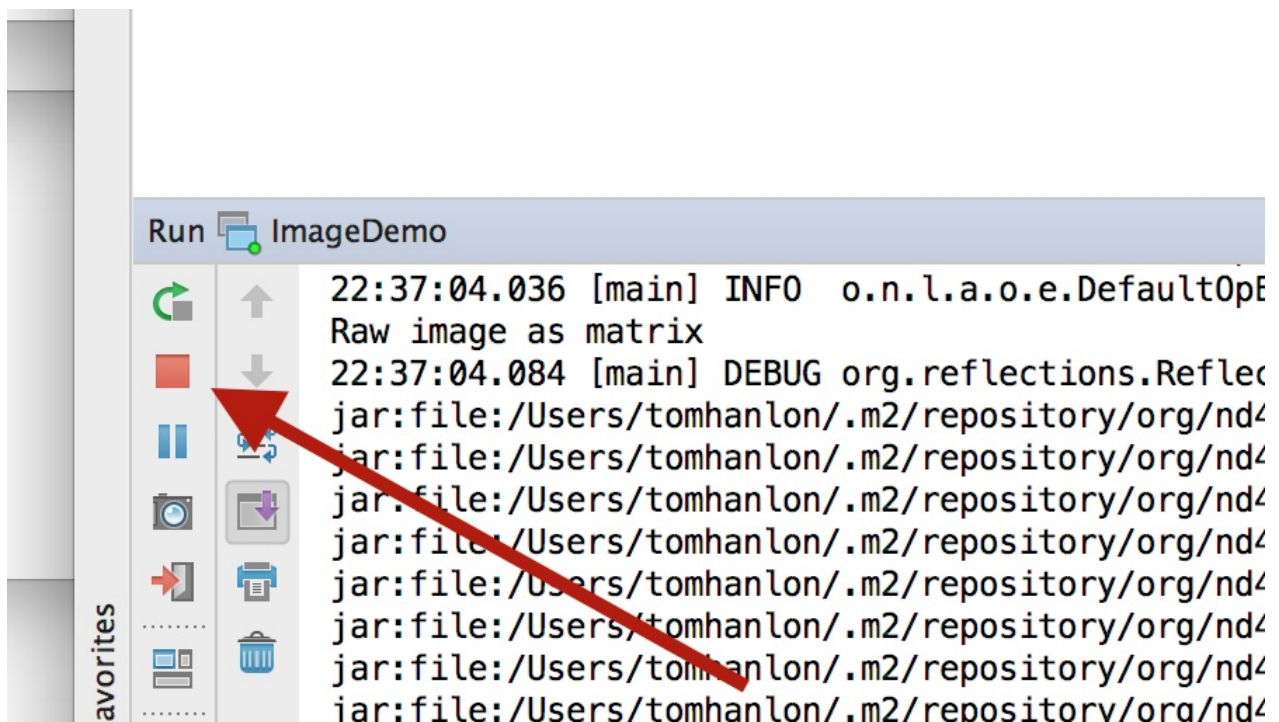 Run ImageDemo
22:37:04.036 [main] INFO o.n.l.a.o.e.DefaultOpE
Raw image as matrix
22:37:04.084 [main] DEBUG org.reflections.Reflec
jar:file:/Users/tomhanlon/.m2/repository/org/nd4
jar:file:/Users/tomhanlon/.m2/repository/org/nd4
jar:file:/Users/tomhanlon/.m2/repository/org/nd4
jar:file:/Users/tomhanlon/.m2/repository/org/nd4
jar:file:/Users/tomhanlon/.m2/repository/org/nd4
jar:file:/Users/tomhanlon/.m2/repository/org/nd4
jar:file:/Users/tomhanlon/.m2/repository/org/nd4
jar:file:/Users/tomhanlon/.m2/repository/org/nd4
avorites